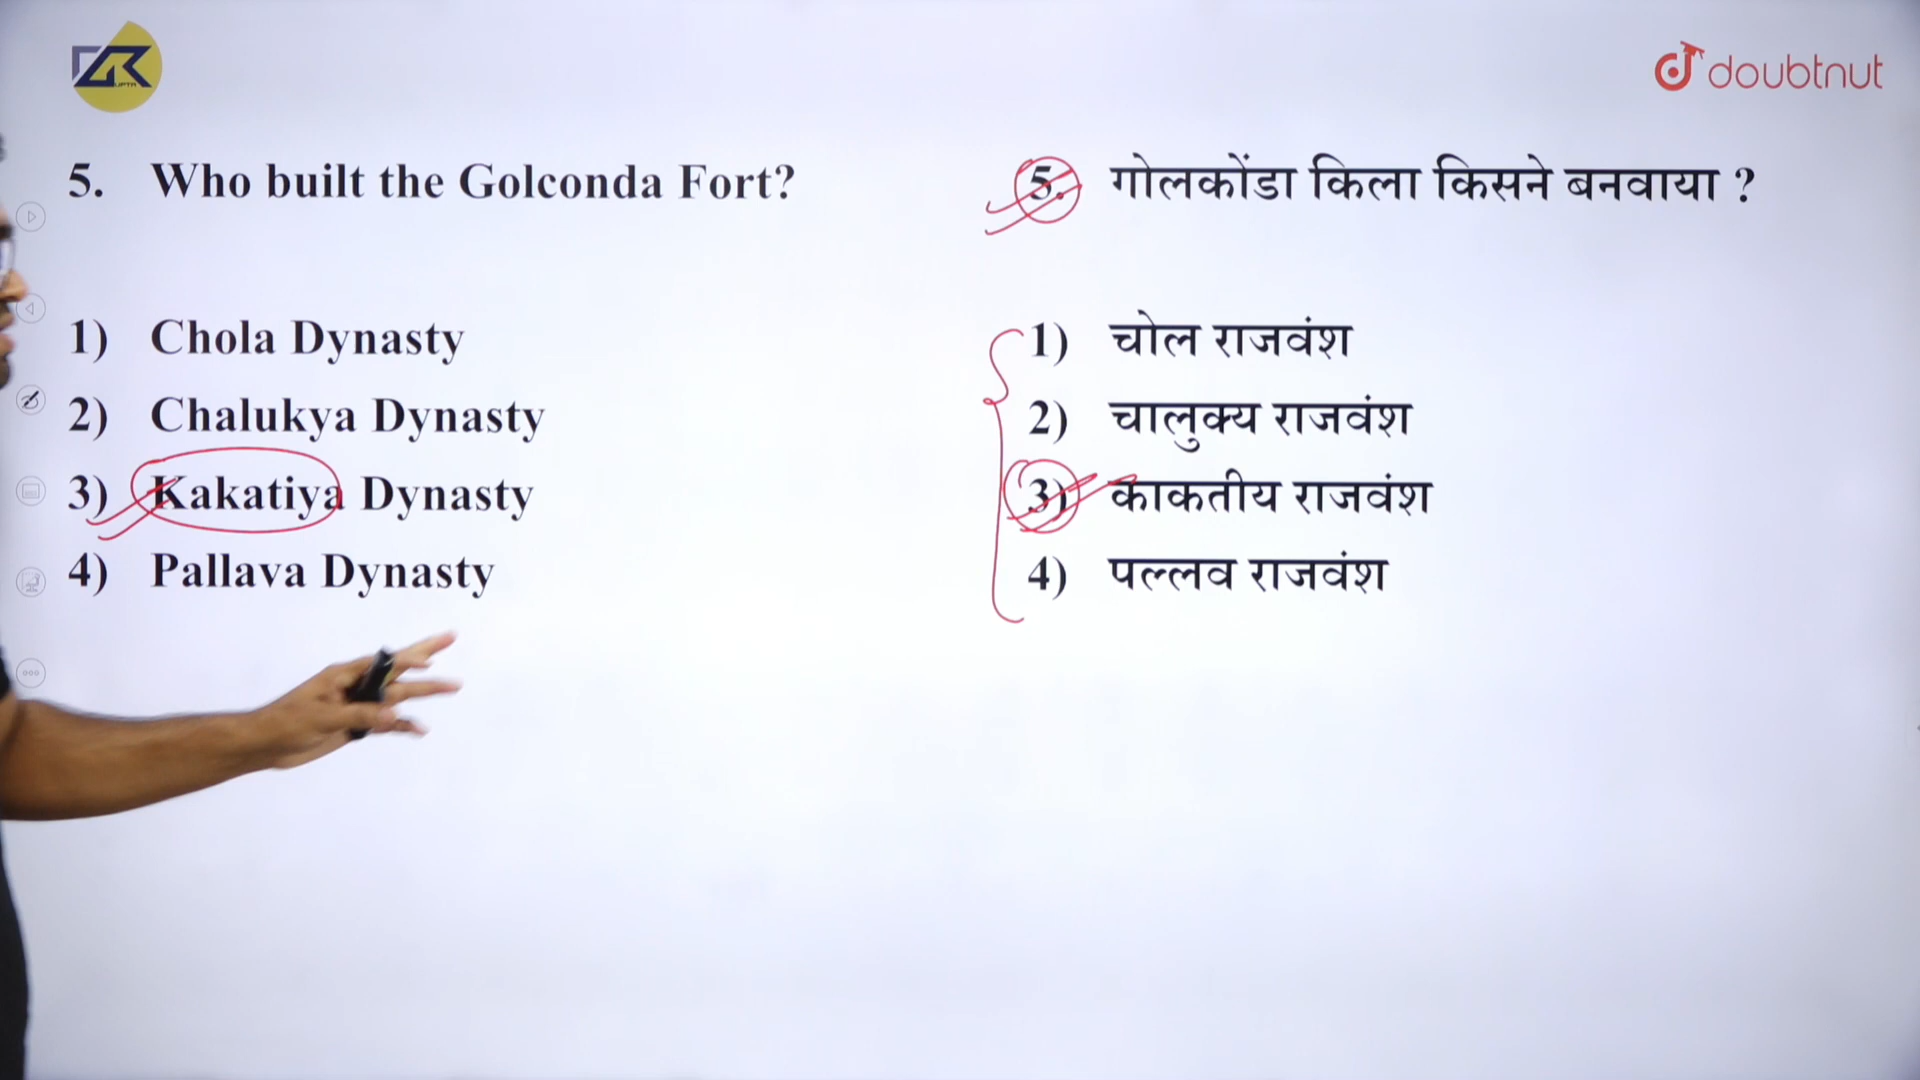 doubtnut
5. Who built the Golconda Fort?
1) Chola Dynasty
2) Chalukya Dynasty
3) Kakatiya Dynasty
4) Pallava Dynasty
5. गोलकोंडा किला किसने बनवाया ?
1) चोल राजवंश
2) चालुक्य राजवंश
3) काकतीय राजवंश
4) पल्लव राजवंश